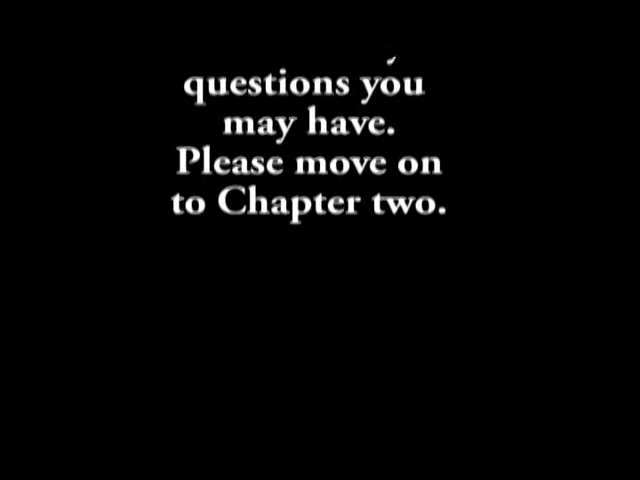 questions you
may have.
Please move on
to Chapter two.